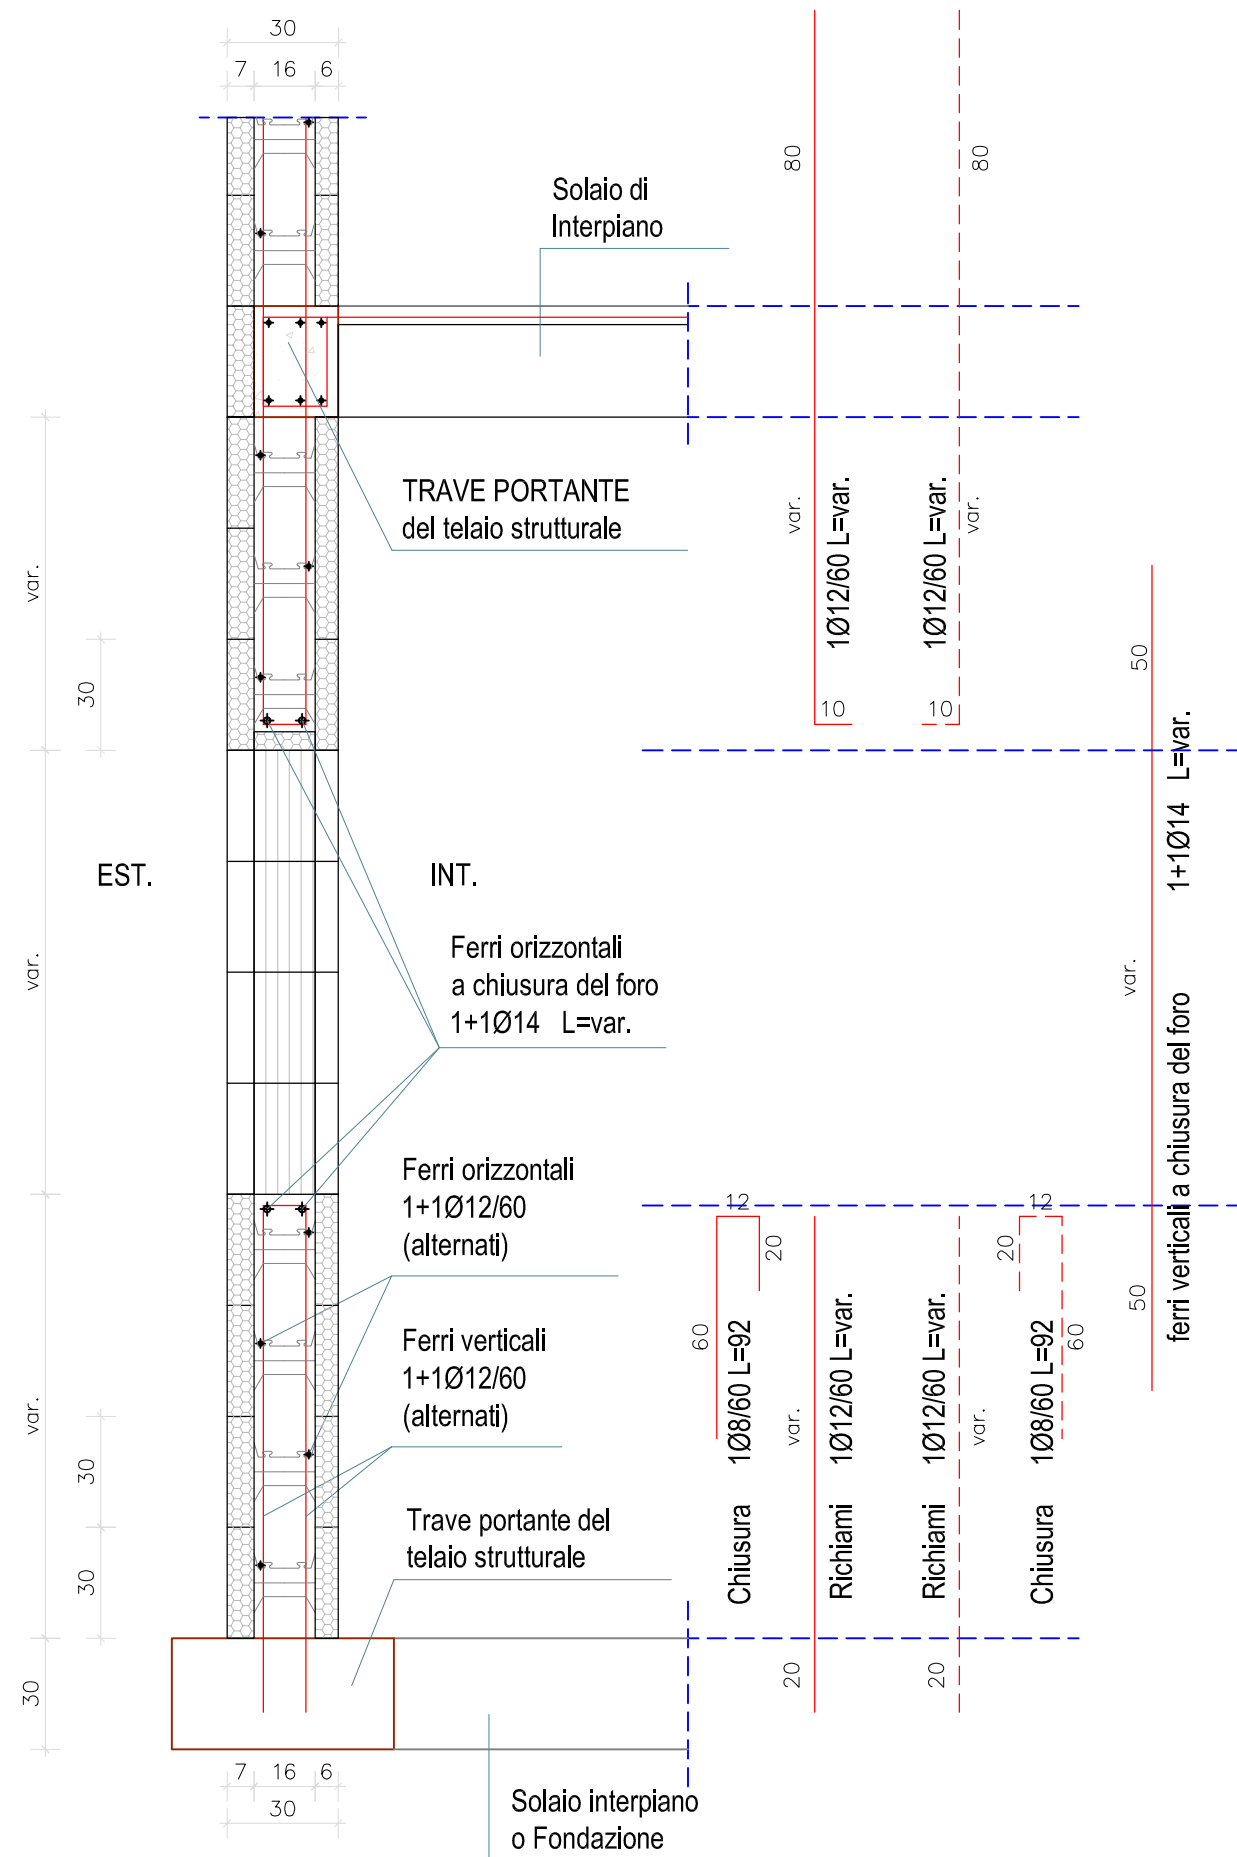 30
7 16 6
80
80
Solaio di
Interpiano
TRAVE PORTANTE
del telaio strutturale
var.
var.
1Ø12/60 L=var.
1Ø12/60 L=var.
var.
30
10
10
50
1+1Ø14 L=var.
EST.
INT.
Ferri orizzontali
a chiusura del foro
1+1Ø14 L=var.
var.
var.
ferri verticali a chiusura del foro
Ferri orizzontali
1+1Ø12/60
(alternati)
12
12
20
20
50
Ferri verticali
1+1Ø12/60
(alternati)
60
60
var.
var.
var.
30
30
Chiusura 1Ø8/60 L=92
Richiami 1Ø12/60 L=var.
Richiami 1Ø12/60 L=var.
Chiusura 1Ø8/60 L=92
Trave portante del
telaio strutturale
30
20
20
7 16 6
30
Solaio interpiano
o Fondazione